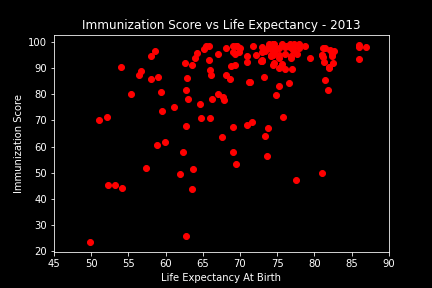 Immunization Score vs Life Expectancy - 2013
Immunization Score
100
90
80
70
60
50
40
30
20
45 50 55 60 65 70 75 80 85 90
Life Expectancy At Birth